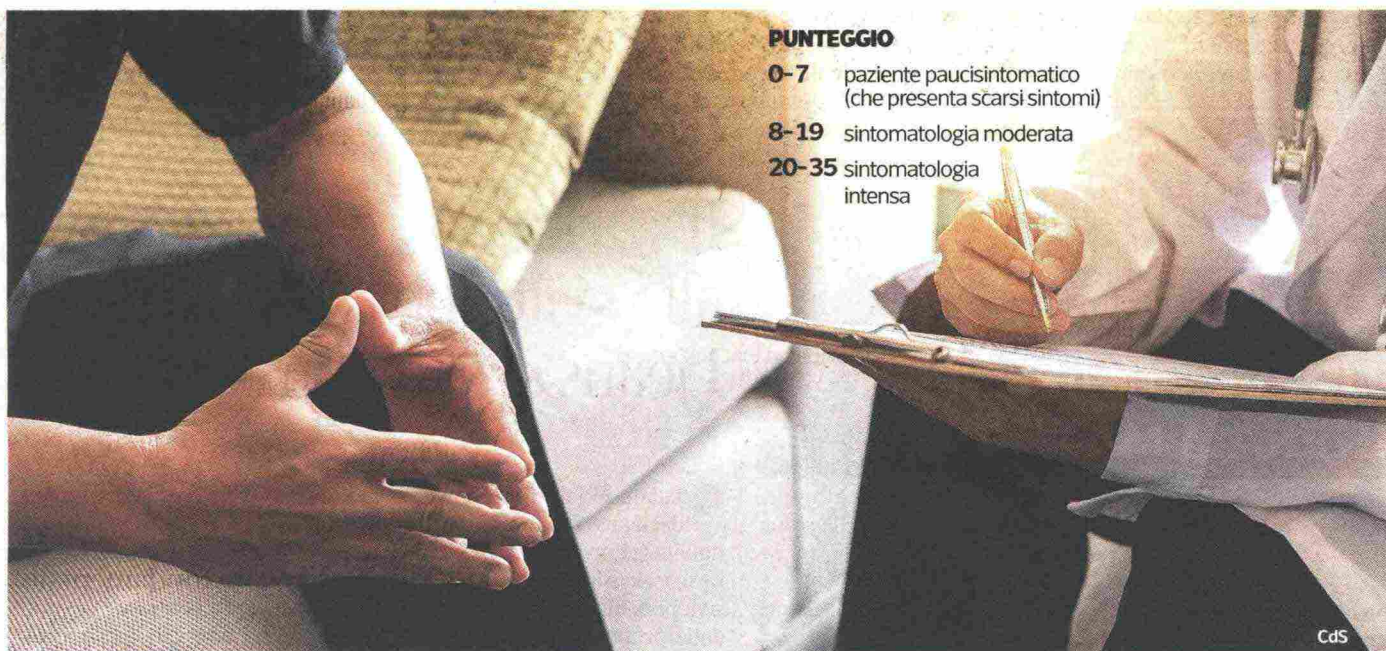 PUNTEGGIO
0-7 paziente paucisintomatico
(che presenta scarsi sintomi)
8-19 sintomatologia moderata
20-35 sintomatologia
intensa
CdS